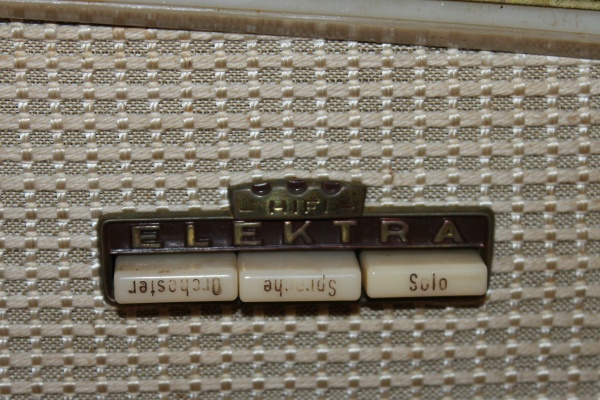 HIFI
ELEKTRA
Orchester Sprache Solo